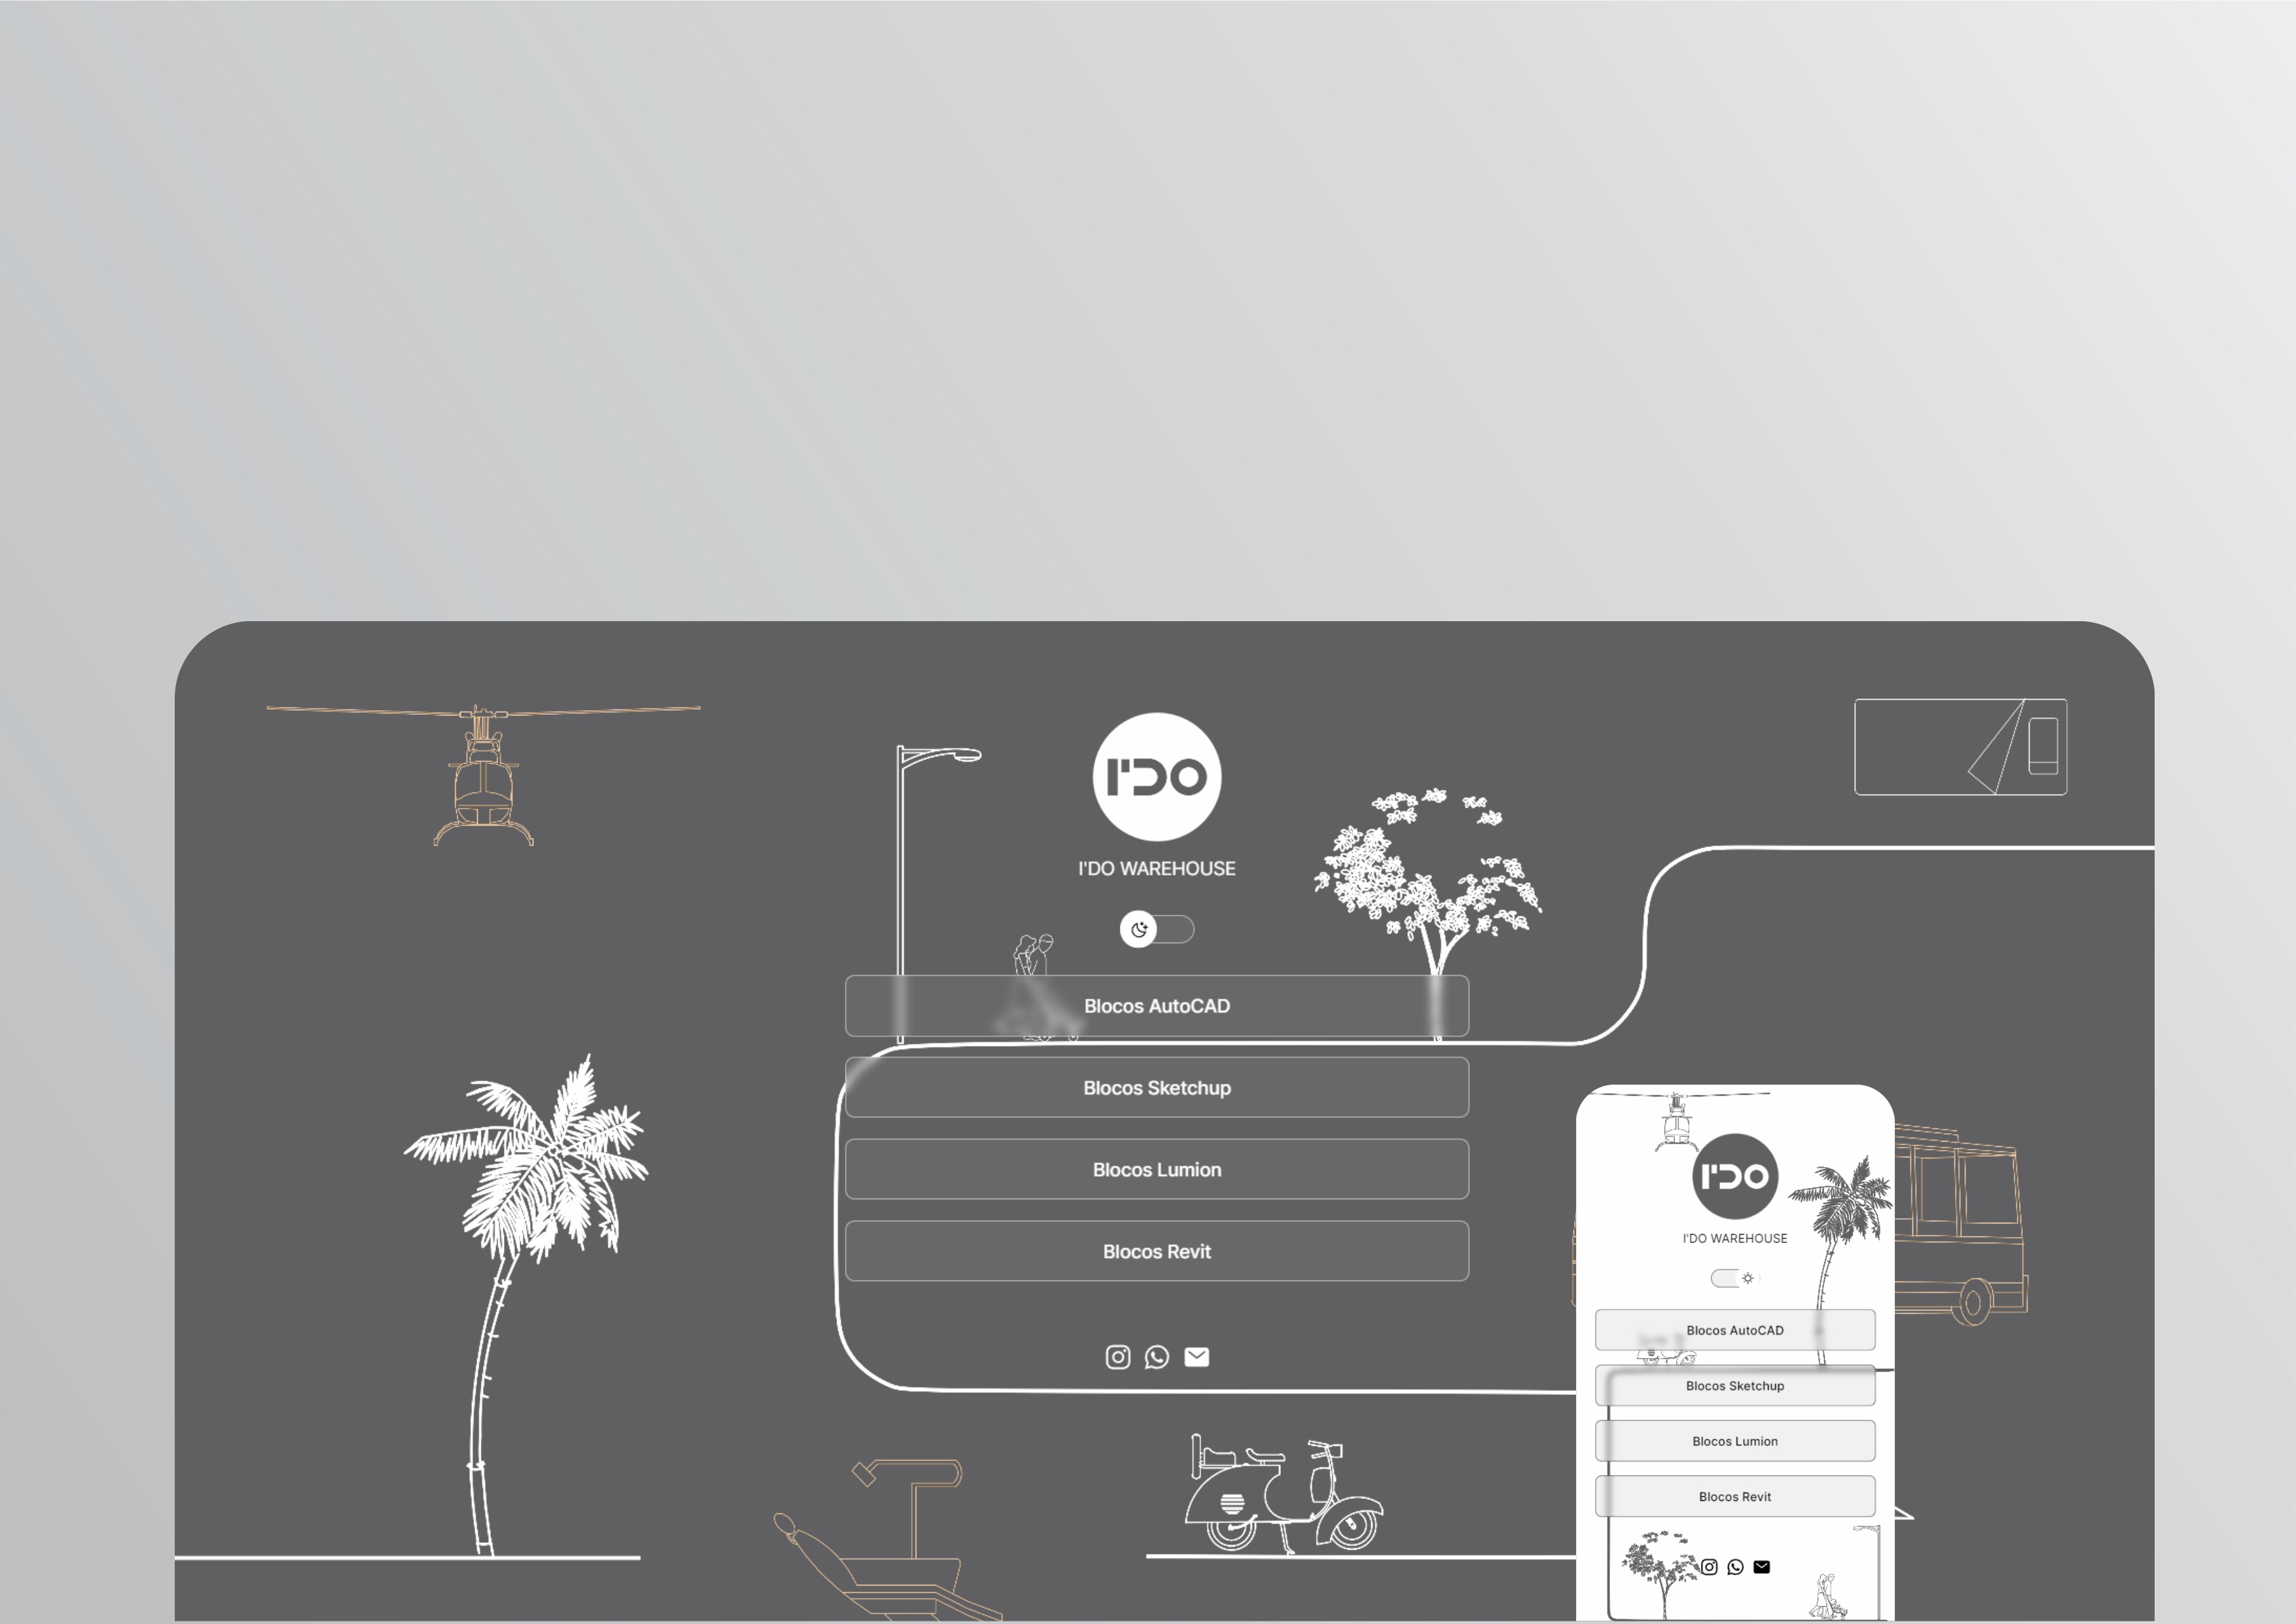 I'DO
I'DO WAREHOUSE
Blocos AutoCAD
Blocos Sketchup
Blocos Lumion
Blocos Revit
I'DO
I'DO WAREHOUSE
Blocos AutoCAD
Blocos Sketchup
Blocos Lumion
Blocos Revit